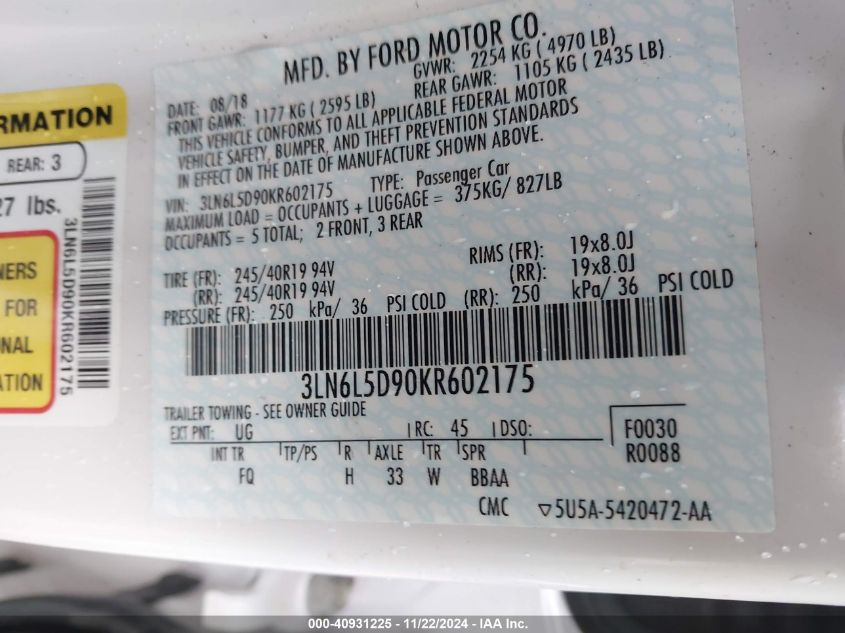 MFD. BY FORD MOTOR CO.
DATE: 08/18 GVWR: 2254 KG ( 4970 LB)
FRONT GAWR: 1177 KG ( 2595 LB) REAR GAWR: 1105 KG ( 2435 LB)
THIS VEHICLE CONFORMS TO ALL APPLICABLE FEDERAL MOTOR
VEHICLE SAFETY, BUMPER, AND THEFT PREVENTION STANDARDS
IN EFFECT ON THE DATE OF MANUFACTURE SHOWN ABOVE.
VIN: 3LN6L5D90KR602175 TYPE: Passenger Car
MAXIMUM LOAD = OCCUPANTS + LUGGAGE = 375KG/ 827LB
OCCUPANTS = 5 TOTAL; 2 FRONT, 3 REAR
TIRE (FR): 245/40R19 94V RIMS (FR): 19x8.0J
(RR): 245/40R19 94V (RR): 19x8.0J
PRESSURE (FR): 250 kPa/ 36 PSI COLD (RR): 250 kPa/ 36 PSI COLD
3LN6L5D90KR602175
TRAILER TOWING - SEE OWNER GUIDE
EXT PNT: UG RC: 45 DSO: F0030
R0088
INT TR TP/PS R AXLE TR SPR
FQ H 33 W BBAA
CMC 5U5A-5420472-AA
RMATION
REAR: 3
27 lbs.
3LN6L5D90KR602175
NERS
FOR
NAL
ATION
000-40931225 - 11/22/2024 - IAA Inc.